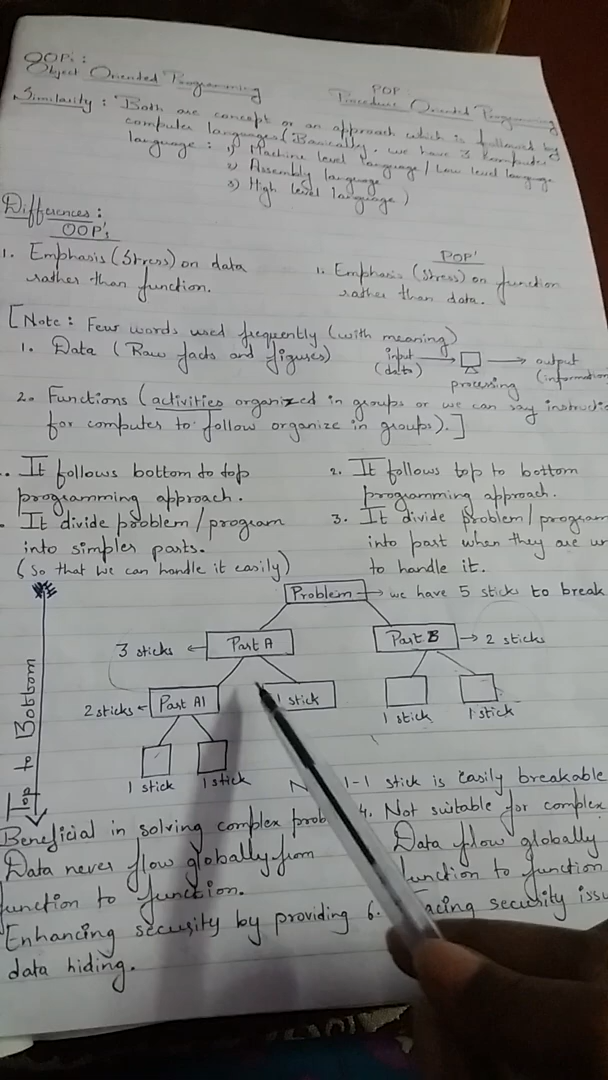 OOPs :
Object Oriented Programming
POP
Procedure Oriented Programming
Similarity : Both are concept or an approach which is followed by
computer languages (Basically, we have 3 computer
language : 1) Machine level language / Low level language
2) Assembly language
3) High level language )
Differences :
OOP's
POP'
1. Emphasis (Stress) on data
rather than function.
1. Emphasis (Stress) on function
rather than data.
[Note : Few words used frequently (with meaning)
1. Data (Raw facts and figures)
input
(data)
processing
output
(information
2. Functions (activities organized in groups or we can say
for computer to follow organize in groups). ]
. It follows bottom to top
programming approach.
2. It follows top to bottom
programming approach.
. It divide problem / program
into simpler parts.
(So that we can handle it easily)
3. It divide problem / program
into part when they are
to handle it.
Problem → we have 5 sticks to break
3 sticks ← Part A
Part B → 2 sticks
2 sticks ← Part A1
1 stick
1 stick
1 stick
1 stick
1 stick
Top to Bottom
1-1 stick is easily breakable
Beneficial in solving complex prob
4. Not suitable for complex
Data never flow globally from
function to function.
Data flow globally
function to function
Enhancing security by providing
data hiding.
6. Facing security